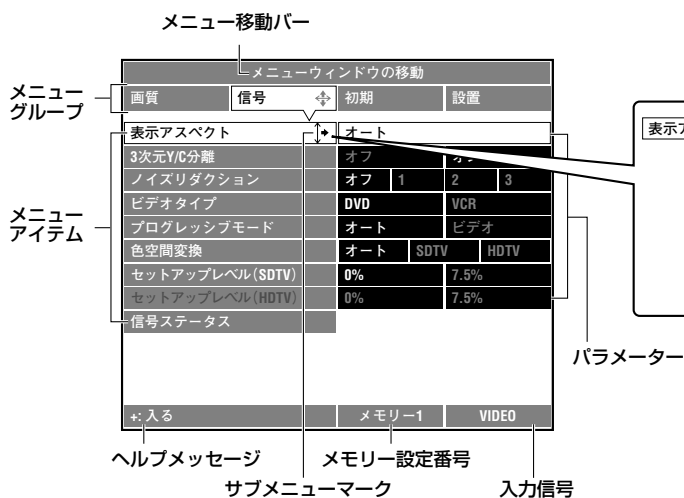 メニュー移動バー
メニューウィンドウの移動
メニュー
グループ
画質 信号 初期 設置
表示アスペクト オート
表示ア
3次元Y/C分離 オフ
ノイズリダクション オフ 1 2 3
メニュー
アイテム
ビデオタイプ DVD VCR
プログレッシブモード オート ビデオ
色空間変換 オート SDTV HDTV
セットアップレベル(SDTV) 0% 7.5%
セットアップレベル(HDTV) 0% 7.5%
信号ステータス
パラメーター
+: 入る メモリー1 VIDEO
ヘルプメッセージ メモリー設定番号
サブメニューマーク 入力信号